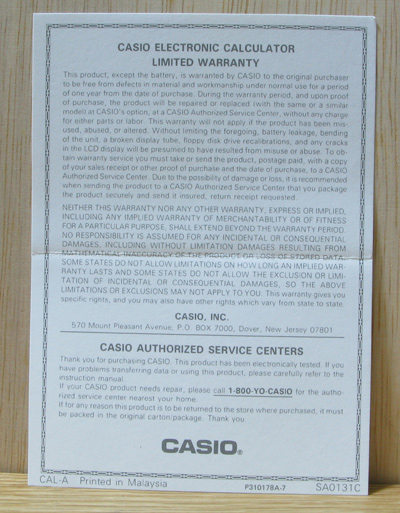 CASIO ELECTRONIC CALCULATOR
LIMITED WARRANTY
This product, except the battery, is warranted by CASIO to the original purchaser
to be free from defects in material and workmanship under normal use for a period
of one year from the date of purchase. During the warranty period, and upon proof
of purchase, the product will be repaired or replaced (with the same or a similar
model) at CASIO's option, at a CASIO Authorized Service Center, without any charge
for either parts or labor. This warranty will not apply if the product has been mis-
used, abused, or altered. Without limiting the foregoing, battery leakage, bending
of the unit, a broken display tube, floppy disk drive recalibrations, and any cracks
in the LCD display will be presumed to have resulted from misuse or abuse. To ob-
tain warranty service you must take or send the product, postage paid, with a copy
of your sales receipt or other proof of purchase and the date of purchase, to a CASIO
Authorized Service Center. Due to the possibility of damage or loss, it is recommended
when sending the product to a CASIO Authorized Service Center that you package
the product securely and send it insured, return receipt requested.
NEITHER THIS WARRANTY NOR ANY OTHER WARRANTY, EXPRESS OR IMPLIED,
INCLUDING ANY IMPLIED WARRANTY OF MERCHANTABILITY OR OF FITNESS
FOR A PARTICULAR PURPOSE, SHALL EXTEND BEYOND THE WARRANTY PERIOD.
NO RESPONSIBILITY IS ASSUMED FOR ANY INCIDENTAL OR CONSEQUENTIAL
DAMAGES, INCLUDING WITHOUT LIMITATION DAMAGES RESULTING FROM
MATHEMATICAL INACCURACY OF THE PRODUCT OR LOSS OF STORED DATA.
SOME STATES DO NOT ALLOW LIMITATIONS ON HOW LONG AN IMPLIED WAR-
RANTY LASTS AND SOME STATES DO NOT ALLOW THE EXCLUSION OR LIMI-
TATION OF INCIDENTAL OR CONSEQUENTIAL DAMAGES, SO THE ABOVE
LIMITATIONS OR EXCLUSIONS MAY NOT APPLY TO YOU. This warranty gives you
specific rights, and you may also have other rights which vary from state to state.
CASIO, INC.
570 Mount Pleasant Avenue, P.O. BOX 7000, Dover, New Jersey 07801
CASIO AUTHORIZED SERVICE CENTERS
Thank you for purchasing CASIO. This product has been electronically tested. If you
have problems transferring data or using this product, please carefully refer to the
instruction manual.
If your CASIO product needs repair, please call 1-800-YO-CASIO for the autho-
rized service center nearest your home.
If for any reason this product is to be returned to the store where purchased, it must
be packed in the original carton/package. Thank you.
CASIO®
CAL-A Printed in Malaysia P310178A-7 SA0131C